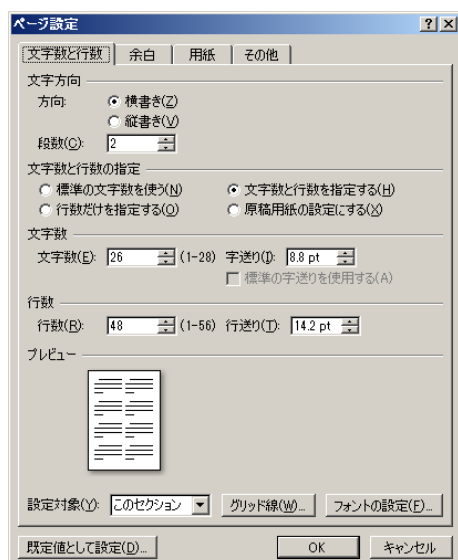 ページ設定
文字数と行数 余白 用紙 その他
文字方向
方向: 横書き(Z)
縦書き(V)
段数(C): 2
文字数と行数の指定
標準の文字数を使う(N) 文字数と行数を指定する(H)
行数だけを指定する(O) 原稿用紙の設定にする(X)
文字数
文字数(E): 26 (1-28) 字送り(I): 8.8 pt
標準の字送りを使用する(A)
行数
行数(R): 48 (1-56) 行送り(T): 14.2 pt
プレビュー
設定対象(Y): このセクション グリッド線(W)... フォントの設定(F)...
既定値として設定(D)... OK キャンセル